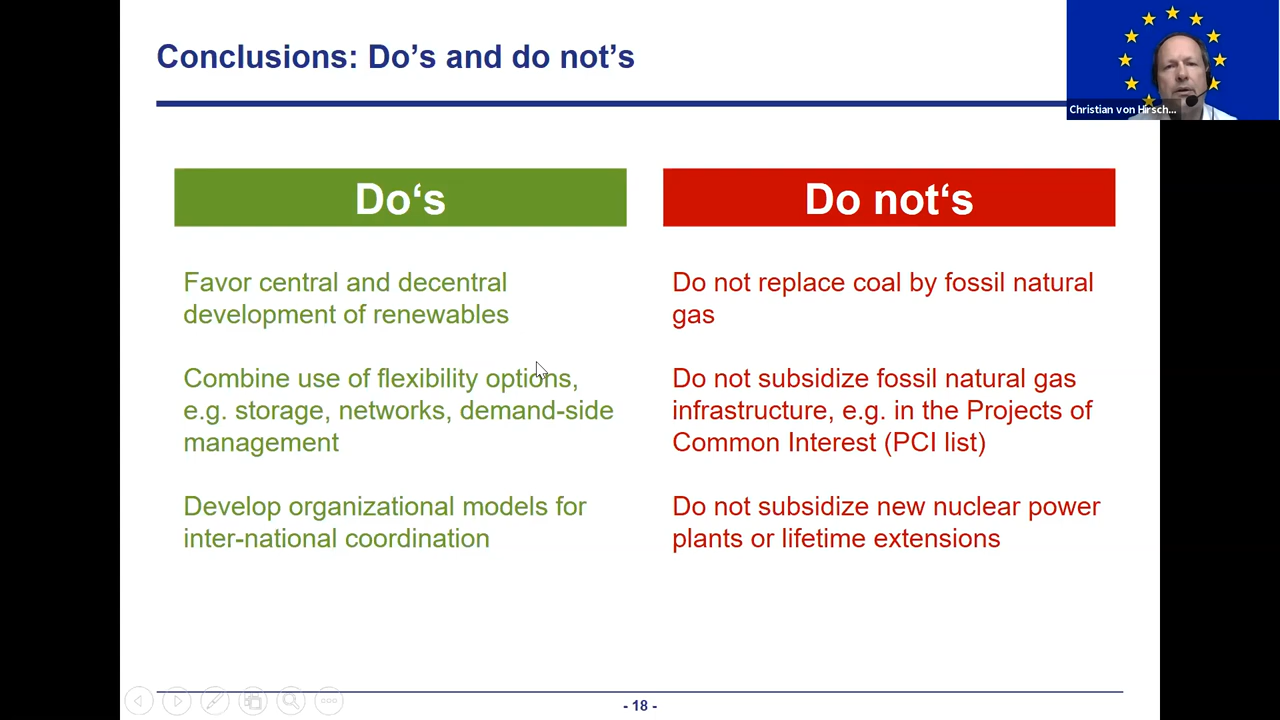 Conclusions: Do’s and do not’s
Christian von Hirsch...
Do‘s
Favor central and decentral
development of renewables
Combine use of flexibility options,
e.g. storage, networks, demand-side
management
Develop organizational models for
inter-national coordination
Do not‘s
Do not replace coal by fossil natural
gas
Do not subsidize fossil natural gas
infrastructure, e.g. in the Projects of
Common Interest (PCI list)
Do not subsidize new nuclear power
plants or lifetime extensions
- 18 -